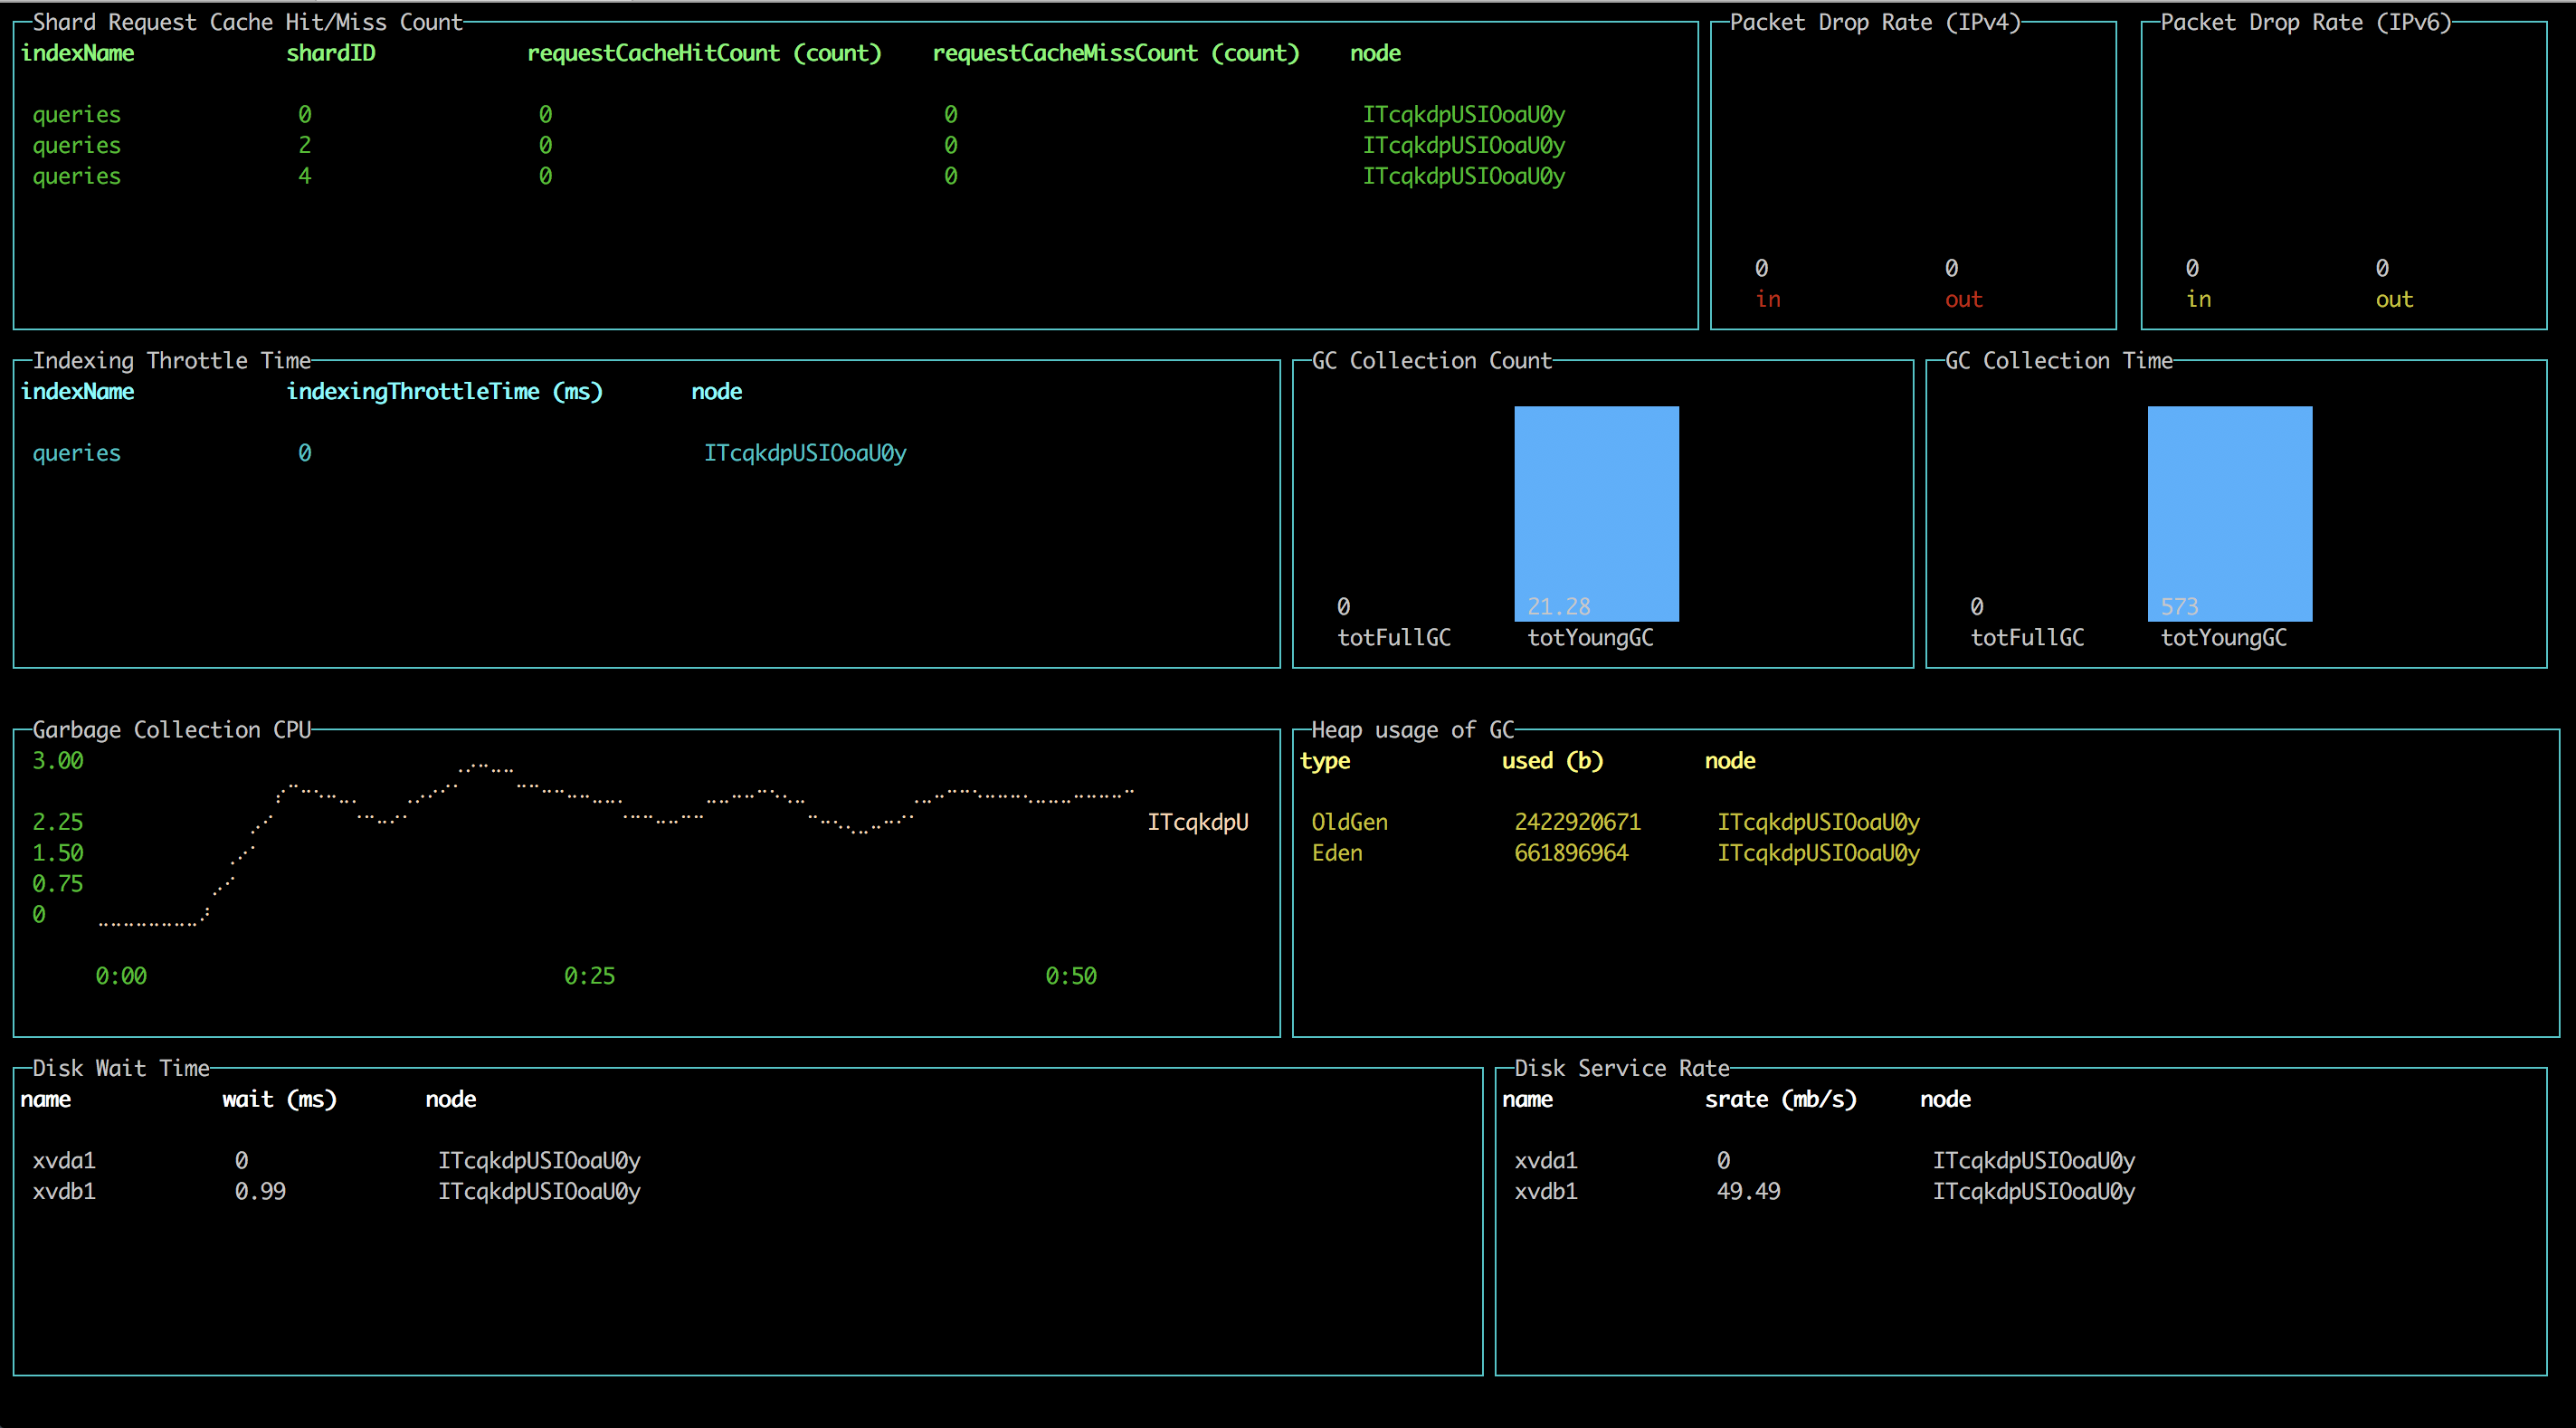 Shard Request Cache Hit/Miss Count
indexName shardID requestCacheHitCount (count) requestCacheMissCount (count) node
queries 0 0 0 ITcqkdpUSIOoaU0y
queries 2 0 0 ITcqkdpUSIOoaU0y
queries 4 0 0 ITcqkdpUSIOoaU0y
Packet Drop Rate (IPv4)
0 0
in out
Packet Drop Rate (IPv6)
0 0
in out
Indexing Throttle Time
indexName indexingThrottleTime (ms) node
queries 0 ITcqkdpUSIOoaU0y
GC Collection Count
0 21.28
totFullGC totYoungGC
GC Collection Time
0 573
totFullGC totYoungGC
Garbage Collection CPU
3.00
2.25 ITcqkdpU
1.50
0.75
0
0:00 0:25 0:50
Heap usage of GC
type used (b) node
OldGen 2422920671 ITcqkdpUSIOoaU0y
Eden 661896964 ITcqkdpUSIOoaU0y
Disk Wait Time
name wait (ms) node
xvda1 0 ITcqkdpUSIOoaU0y
xvdb1 0.99 ITcqkdpUSIOoaU0y
Disk Service Rate
name srate (mb/s) node
xvda1 0 ITcqkdpUSIOoaU0y
xvdb1 49.49 ITcqkdpUSIOoaU0y